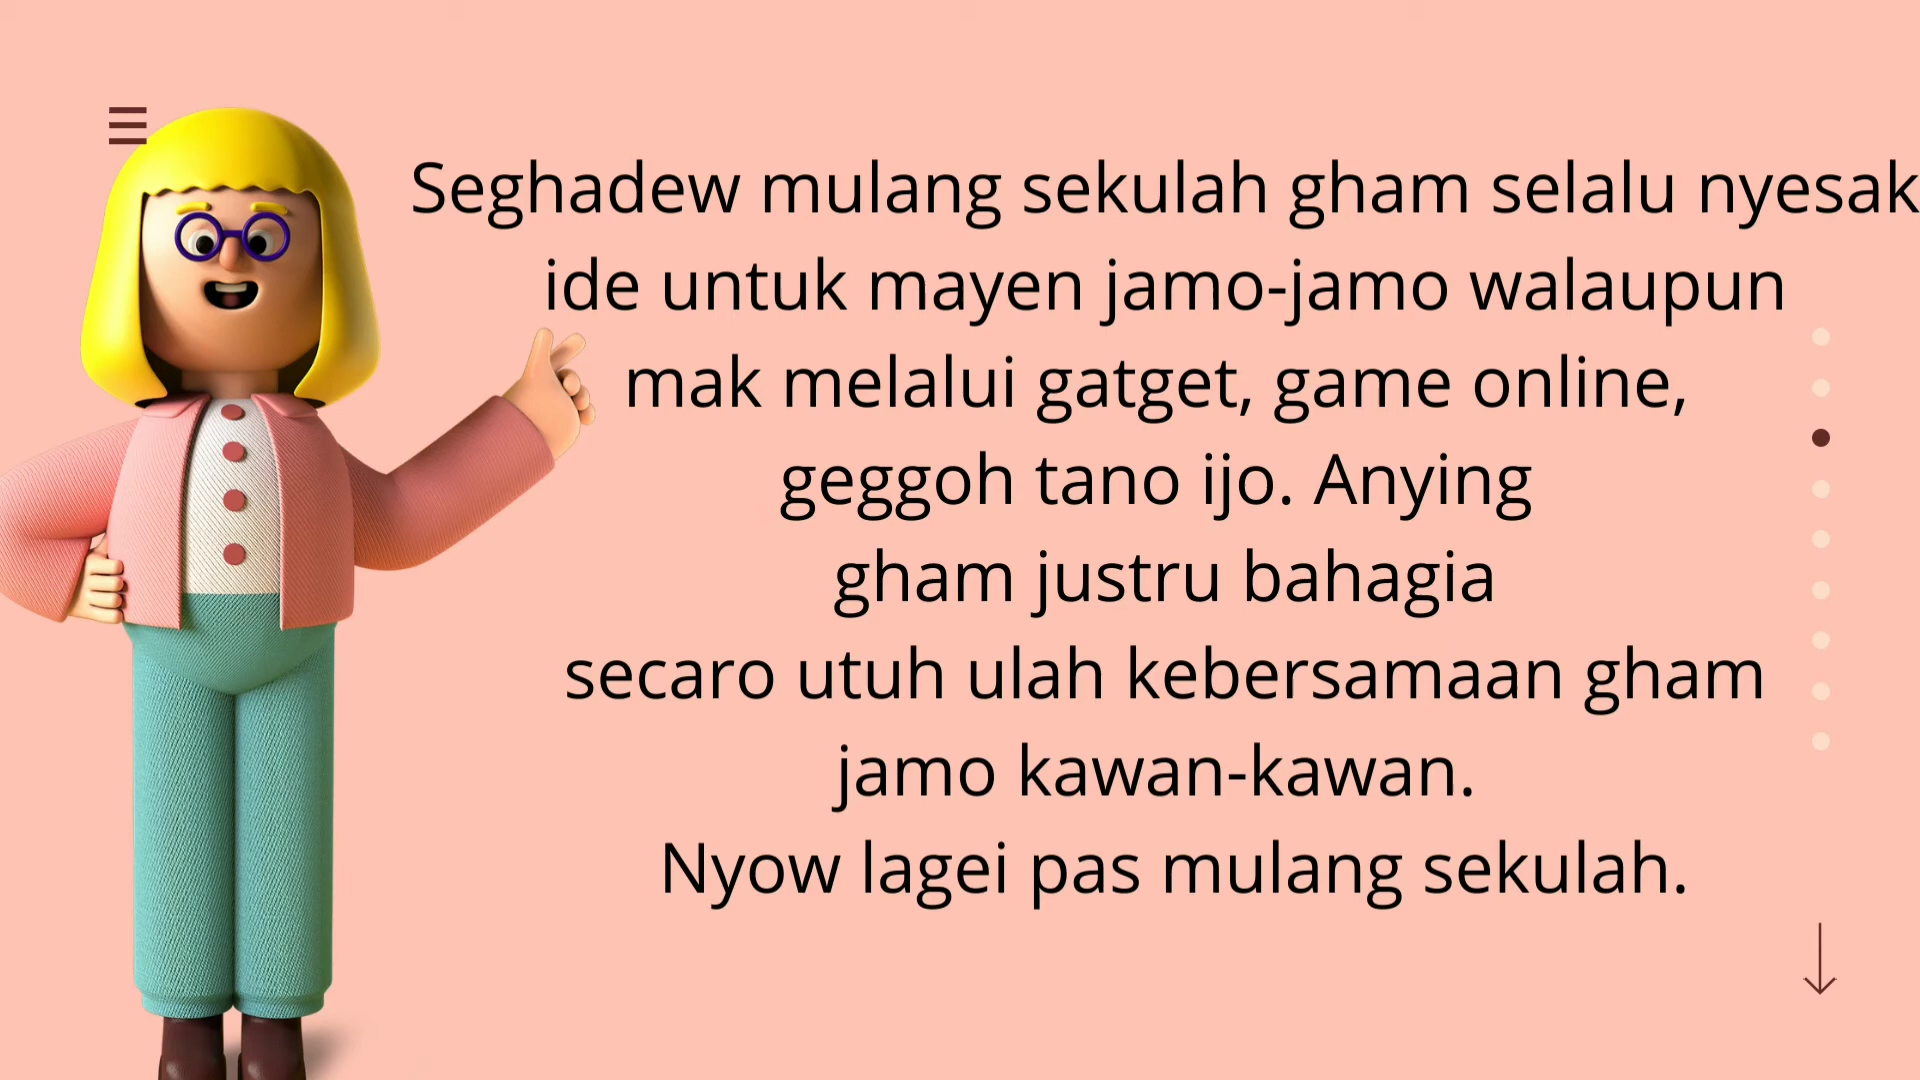 Seghadew mulang sekulah gham selalu nyesak
ide untuk mayen jamo-jamo walaupun
mak melalui gatget, game online,
geggoh tano ijo. Anying
gham justru bahagia
secaro utuh ulah kebersamaan gham
jamo kawan-kawan.
Nyow lagei pas mulang sekulah.